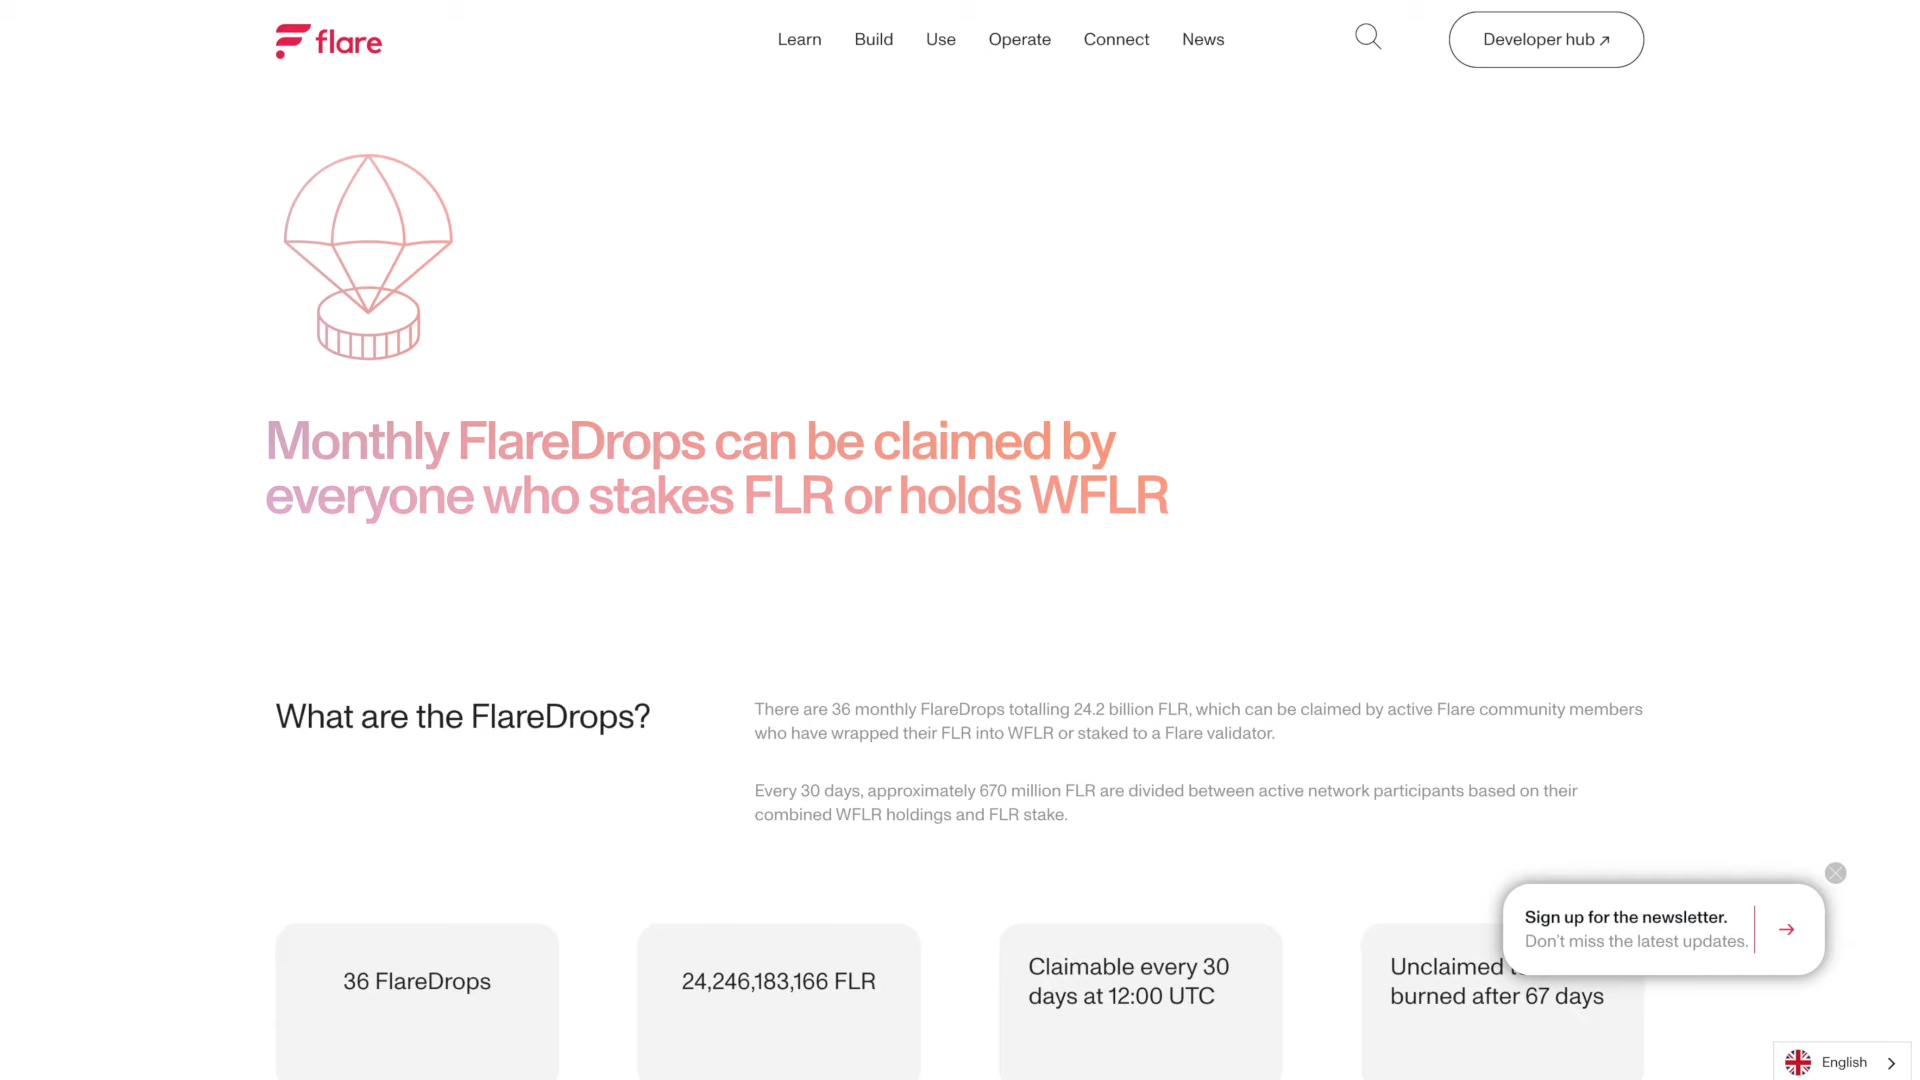 flare
Learn
Build
Use
Operate
Connect
News
Developer hub ↗
Monthly FlareDrops can be claimed by
everyone who stakes FLR or holds WFLR
What are the FlareDrops?
There are 36 monthly FlareDrops totalling 24.2 billion FLR, which can be claimed by active Flare community members
who have wrapped their FLR into WFLR or staked to a Flare validator.
Every 30 days, approximately 670 million FLR are divided between active network participants based on their
combined WFLR holdings and FLR stake.
36 FlareDrops
24,246,183,166 FLR
Claimable every 30
days at 12:00 UTC
Unclaimed
burned after 67 days
Sign up for the newsletter.
Don't miss the latest updates.
English